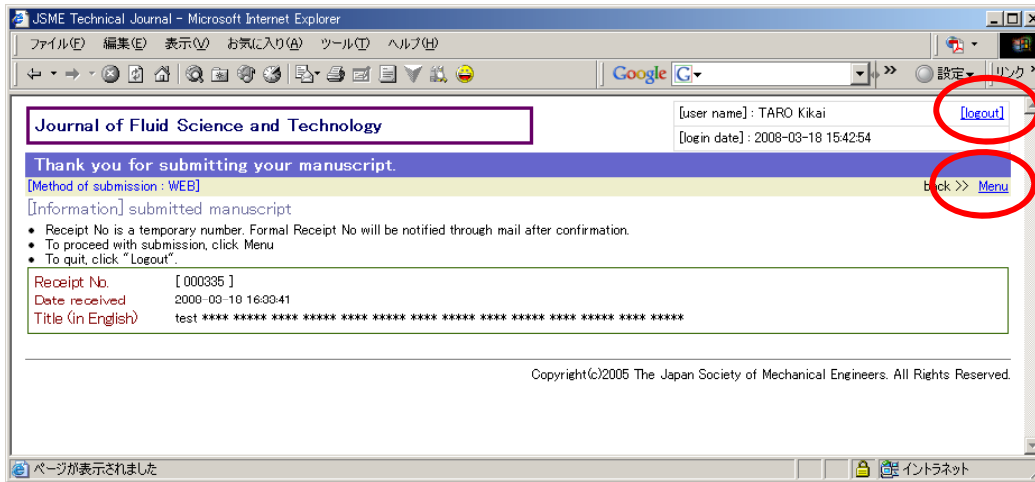 JSME Technical Journal - Microsoft Internet Explorer
ファイル(F) 編集(E) 表示(V) お気に入り(A) ツール(T) ヘルプ(H)
Google G 設定 リンク »
Journal of Fluid Science and Technology
[user name] : TARO Kikai [logout]
[login date] : 2008-03-18 15:42:54
Thank you for submitting your manuscript.
[Method of submission : WEB] back >> Menu
[Information] submitted manuscript
• Receipt No is a temporary number. Formal Receipt No will be notified through mail after confirmation.
• To proceed with submission, click Menu
• To quit, click "Logout".
Receipt No. [ 000335 ]
Date received 2008-03-18 16:33:41
Title (in English) test **** ***** **** ***** **** ***** **** ***** **** ***** **** ***** **** *****
Copyright(c)2005 The Japan Society of Mechanical Engineers. All Rights Reserved.
ページが表示されました イントラネット